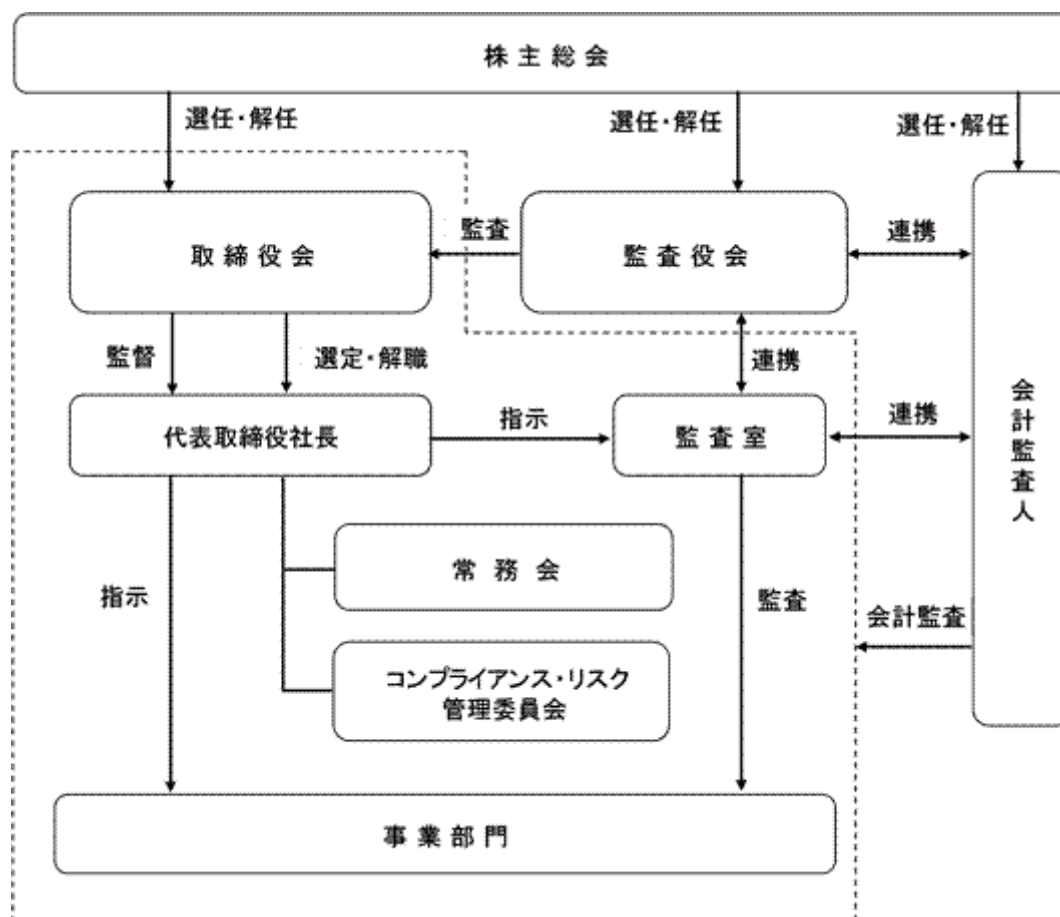 株主総会
選任・解任
選任・解任
選任・解任
取締役会
監査
監査役会
連携
監督
選定・解職
連携
代表取締役社長
指示
監査室
連携
会計監査人
常務会
指示
監査
会計監査
コンプライアンス・リスク
管理委員会
事業部門